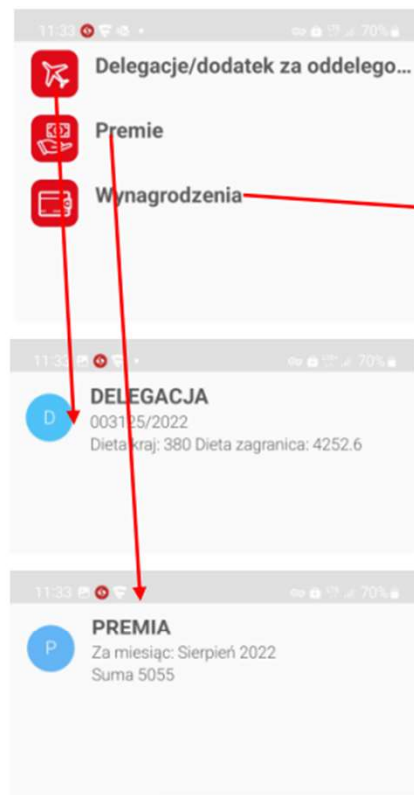 11:33
70%
Delegacje/dodatek za oddelego...
Premie
Wynagrodzenia
11:33
70%
D
DELEGACJA
003125/2022
Dieta kraj: 380 Dieta zagranica: 4252.6
11:33
70%
P
PREMIA
Za miesiąc: Sierpień 2022
Suma 5055